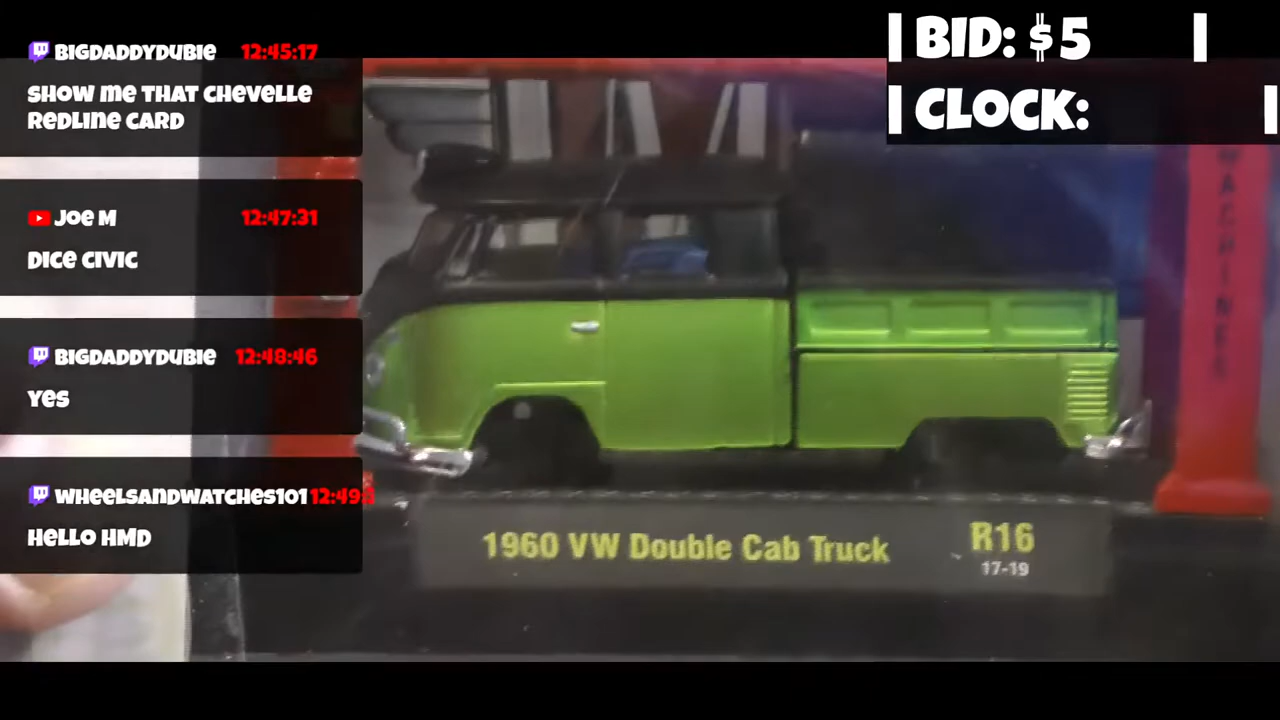 BIGDADDYDUBIE 12:45:17
SHOW ME THAT CHEVELLE
REDLINE CARD
JOE M 12:47:31
DICE CIVIC
BIGDADDYDUBIE 12:48:46
YES
WHEELSANDWATCHES101
HELLO HMD
| BID: $5 |
| CLOCK: |
1960 VW Double Cab Truck R16
17-19